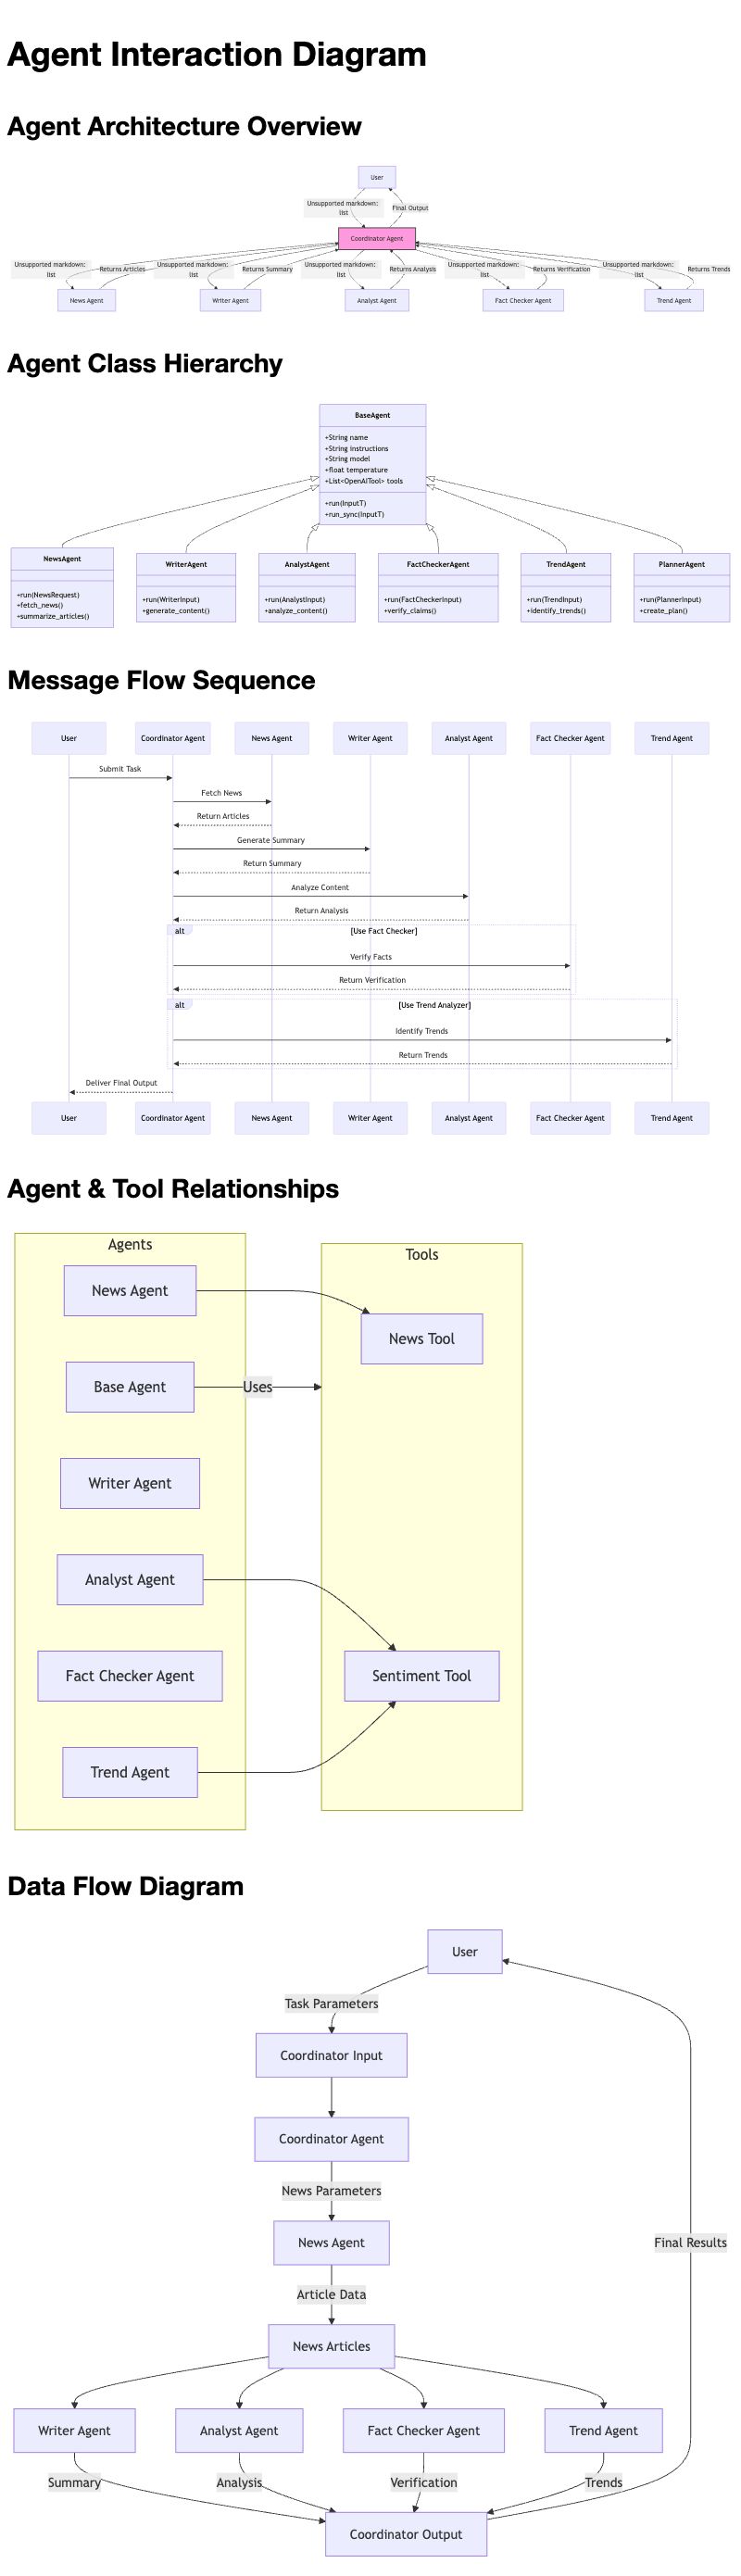 Agent Interaction Diagram
Agent Architecture Overview
User
Unsupported markdown:
list
Final Output
Coordinator Agent
Unsupported markdown:
list
Returns Articles
Unsupported markdown:
list
Returns Summary
Unsupported markdown:
list
Returns Analysis
Unsupported markdown:
list
Returns Verification
Unsupported markdown:
list
Returns Trends
News Agent
Writer Agent
Analyst Agent
Fact Checker Agent
Trend Agent
Agent Class Hierarchy
BaseAgent
+String name
+String instructions
+String model
+float temperature
+List<OpenAITool> tools
+run(InputT)
+run_sync(InputT)
NewsAgent
+run(NewsRequest)
+fetch_news()
+summarize_articles()
WriterAgent
+run(WriterInput)
+generate_content()
AnalystAgent
+run(AnalystInput)
+analyze_content()
FactCheckerAgent
+run(FactCheckerInput)
+verify_claims()
TrendAgent
+run(TrendInput)
+identify_trends()
PlannerAgent
+run(PlannerInput)
+create_plan()
Message Flow Sequence
User
Coordinator Agent
News Agent
Writer Agent
Analyst Agent
Fact Checker Agent
Trend Agent
Submit Task
Fetch News
Return Articles
Generate Summary
Return Summary
Analyze Content
Return Analysis
alt
[Use Fact Checker]
Verify Facts
Return Verification
alt
[Use Trend Analyzer]
Identify Trends
Return Trends
Deliver Final Output
User
Coordinator Agent
News Agent
Writer Agent
Analyst Agent
Fact Checker Agent
Trend Agent
Agent & Tool Relationships
Agents
Tools
News Agent
News Tool
Base Agent
Uses
Writer Agent
Analyst Agent
Fact Checker Agent
Sentiment Tool
Trend Agent
Data Flow Diagram
User
Task Parameters
Coordinator Input
Coordinator Agent
News Parameters
News Agent
Final Results
Article Data
News Articles
Writer Agent
Analyst Agent
Fact Checker Agent
Trend Agent
Summary
Analysis
Verification
Trends
Coordinator Output